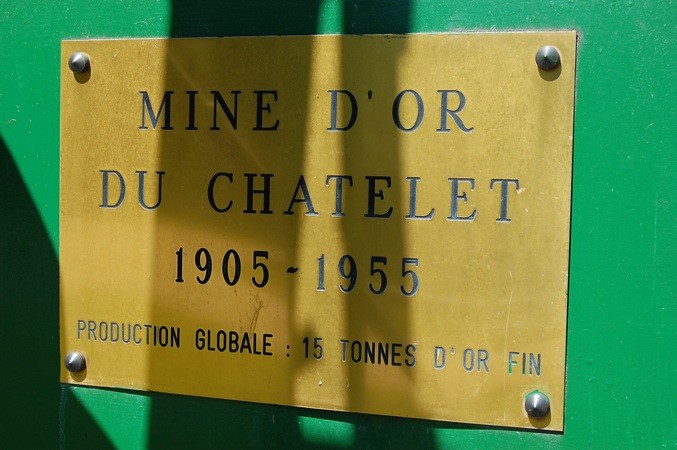 MINE D'OR
DU CHATELET
1905 - 1955
PRODUCTION GLOBALE : 15 TONNES D'OR FIN